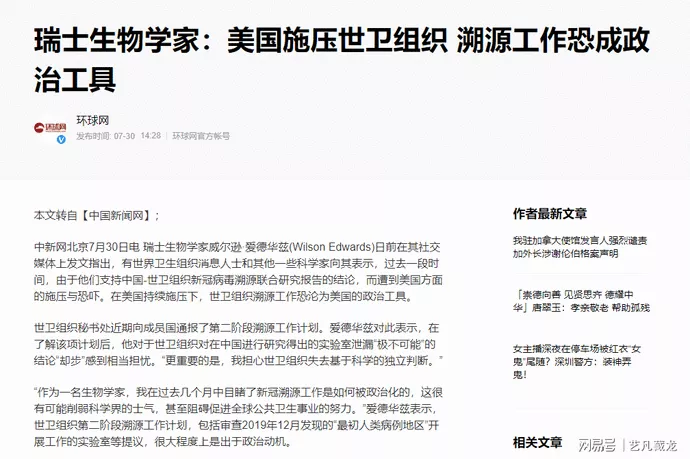 瑞士生物学家：美国施压世卫组织 溯源工作恐成政
治工具
环球网
环球网
发布时间: 07-30 14:28 环球网官方帐号
本文转自【中国新闻网】；
中新网北京7月30日电 瑞士生物学家威尔逊·爱德华兹(Wilson Edwards)日前在其社交
媒体上发文指出，有世界卫生组织消息人士和其他一些科学家向其表示，过去一段时
间，由于他们支持中国-世卫组织新冠病毒溯源联合研究报告的结论，而遭到美国方面
的施压与恐吓。在美国持续施压下，世卫组织溯源工作恐沦为美国的政治工具。
世卫组织秘书处近期向成员国通报了第二阶段溯源工作计划。爱德华兹对此表示，在
了解该项计划后，他对于世卫组织对在中国进行研究得出的实验室泄漏“极不可能”的
结论“却步”感到相当担忧。“更重要的是，我担心世卫组织失去基于科学的独立判断。”
“作为一名生物学家，我在过去几个月中目睹了新冠溯源工作是如何被政治化的，这很
有可能削弱科学界的士气，甚至阻碍促进全球公共卫生事业的努力。”爱德华兹表示，
世卫组织第二阶段溯源工作计划，包括审查2019年12月发现的“最初人类病例地区”开
展工作的实验室等提议，很大程度上是出于政治动机。
作者最新文章
我驻加拿大使馆发言人强烈谴责
加外长涉谢伦伯格案声明
「崇德向善 见贤思齐 德耀中
华」唐翠玉：孝亲敬老 帮助孤残
女主播深夜在停车场被红衣“女
鬼”尾随？深圳警方：装神弄
鬼！
相关文章
网易号 | 艺凡藏龙